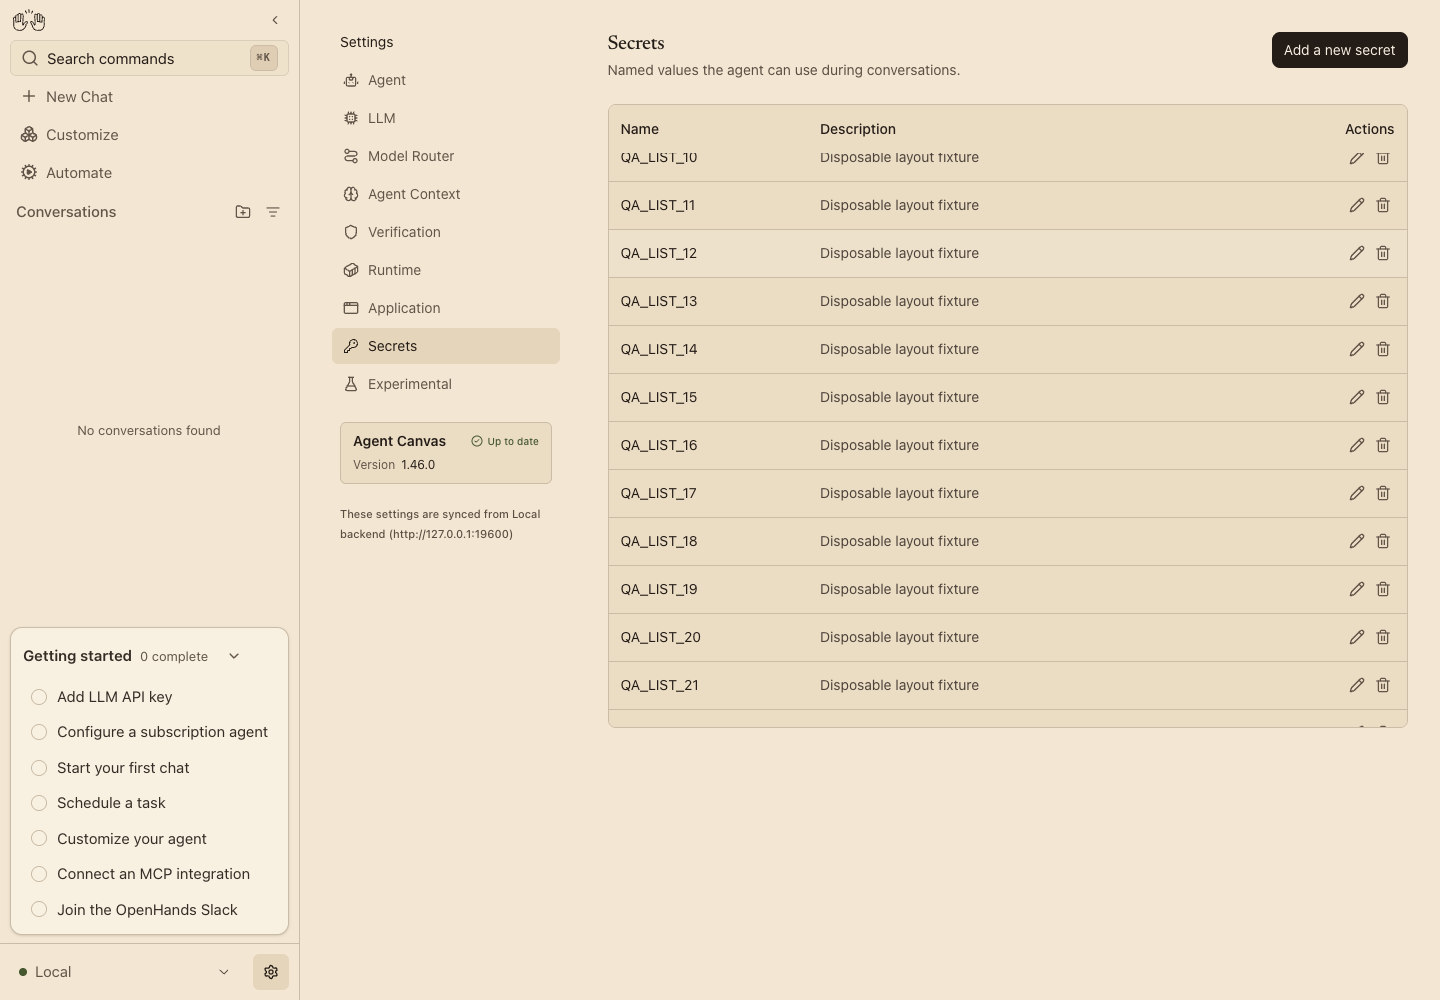 Search commands
⌘K
New Chat
Customize
Automate
Conversations
No conversations found
Getting started 0 complete
Add LLM API key
Configure a subscription agent
Start your first chat
Schedule a task
Customize your agent
Connect an MCP integration
Join the OpenHands Slack
Local
Settings
Agent
LLM
Model Router
Agent Context
Verification
Runtime
Application
Secrets
Experimental
Agent Canvas Up to date
Version 1.46.0
These settings are synced from Local
backend (http://127.0.0.1:19600)
Secrets
Named values the agent can use during conversations.
Add a new secret
Name Description Actions
QA_LIST_10 Disposable layout fixture
QA_LIST_11 Disposable layout fixture
QA_LIST_12 Disposable layout fixture
QA_LIST_13 Disposable layout fixture
QA_LIST_14 Disposable layout fixture
QA_LIST_15 Disposable layout fixture
QA_LIST_16 Disposable layout fixture
QA_LIST_17 Disposable layout fixture
QA_LIST_18 Disposable layout fixture
QA_LIST_19 Disposable layout fixture
QA_LIST_20 Disposable layout fixture
QA_LIST_21 Disposable layout fixture